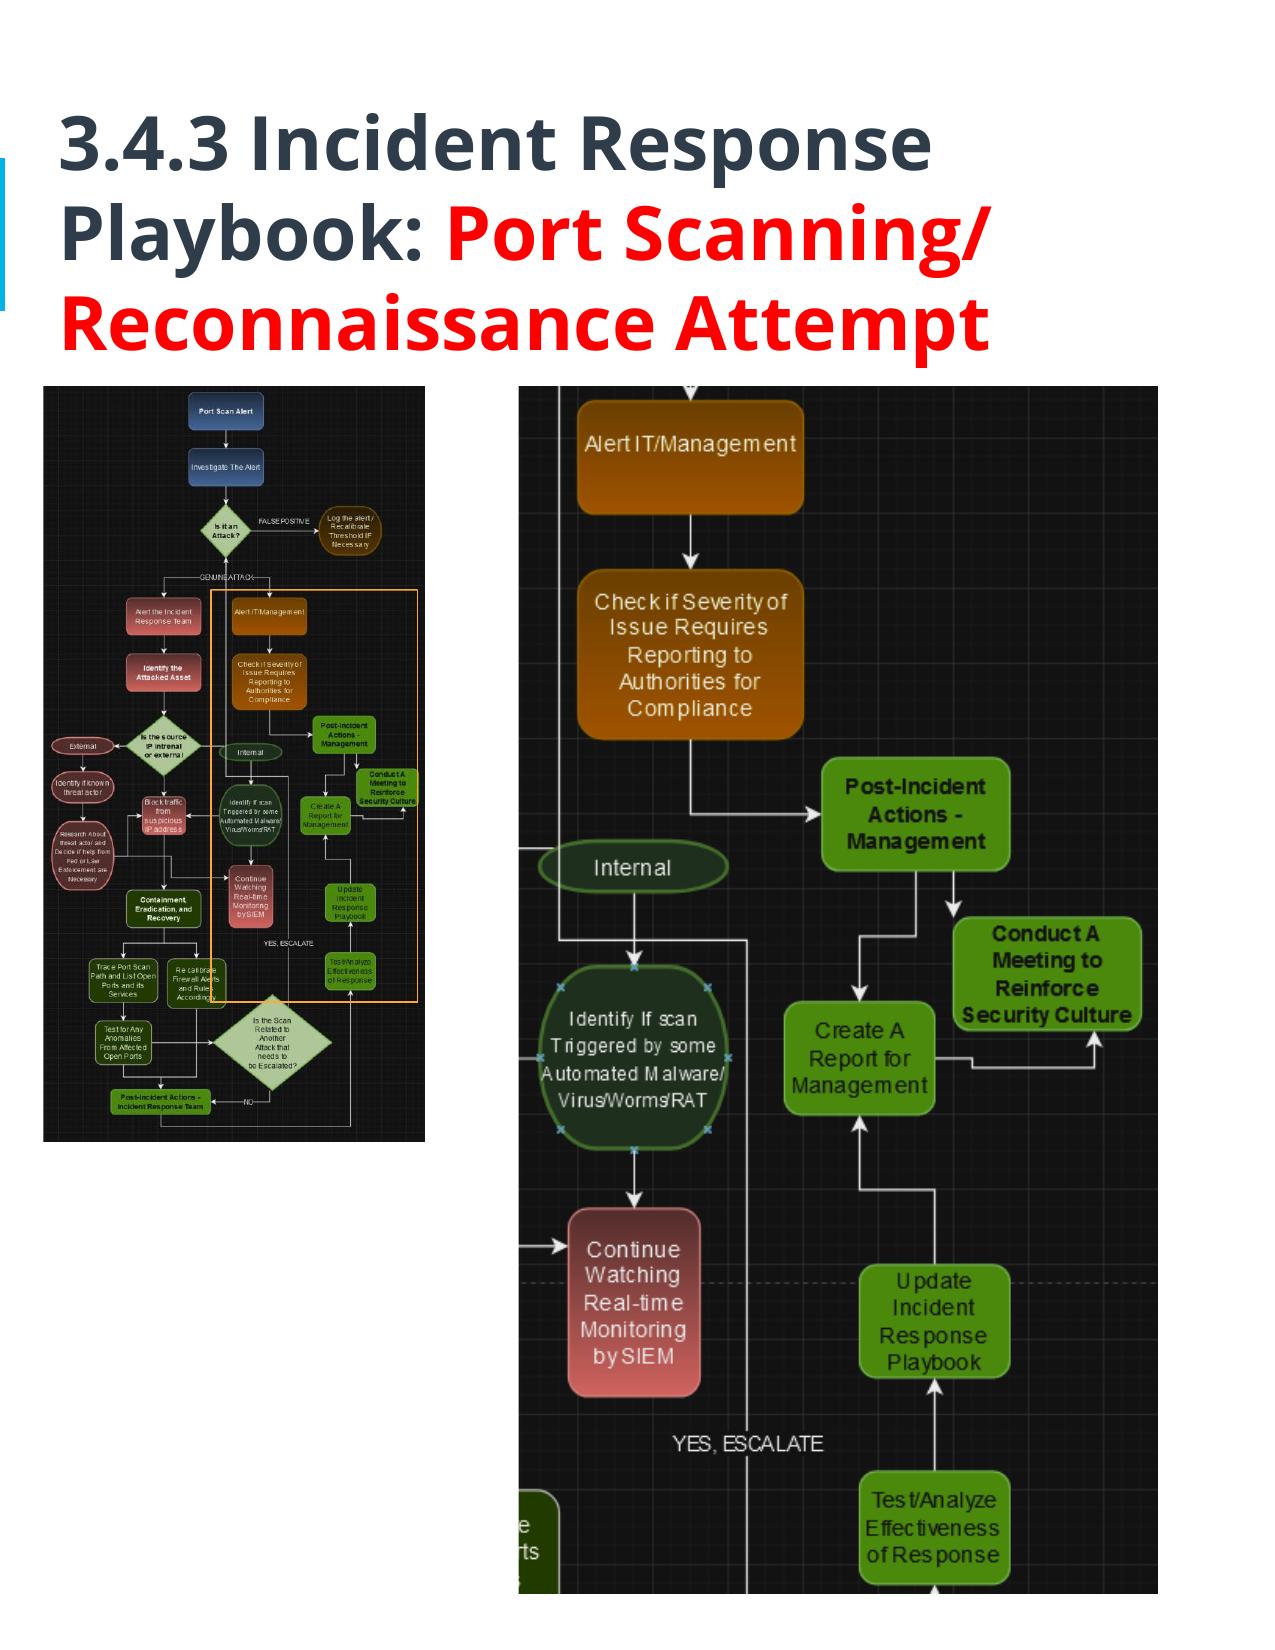 3.4.3 Incident Response
Playbook: Port Scanning/
Reconnaissance Attempt
Port Scan Alert
Investigate The Alert
Is it an
Attack?
FALSE POSITIVE
Log the alert /
Recalibrate
Threshold IF
Necessary
GENUINE ATTACK
Alert the Incident
Response Team
Alert IT/Management
Identify the
Attacked Asset
Check if Severity of
Issue Requires
Reporting to
Authorities for
Compliance
Is the source
IP intrenal
or external
External
Internal
Post-Incident
Actions -
Management
Identify if known
threat actor
Block traffic
from
suspicious
IP address
Identify If scan
Triggered by some
Automated Malware/
Virus/Worms/RAT
Create A
Report for
Management
Conduct A
Meeting to
Reinforce
Security Culture
Research About
threat actor and
Decide if help from
Fed or Law
Enforcement are
Necessary
Continue
Watching
Real-time
Monitoring
by SIEM
Containment,
Eradication, and
Recovery
Update
Incident
Response
Playbook
YES, ESCALATE
Trace Port Scan
Path and List Open
Ports and its
Services
Recalibrate
Firewall Alerts
and Rules
Accordingly
Test/Analyze
Effectiveness
of Response
Test for Any
Anomalies
From Affected
Open Ports
Is the Scan
Related to
Another
Attack that
needs to
be Escalated?
Post-Incident Actions -
Incident Response Team
NO
Alert IT/Management
Check if Severity of
Issue Requires
Reporting to
Authorities for
Compliance
Post-Incident
Actions -
Management
Internal
Conduct A
Meeting to
Reinforce
Security Culture
Identify If scan
Triggered by some
Automated Malware/
Virus/Worms/RAT
Create A
Report for
Management
Continue
Watching
Real-time
Monitoring
by SIEM
Update
Incident
Response
Playbook
YES, ESCALATE
Test/Analyze
Effectiveness
of Response
e
rts
s